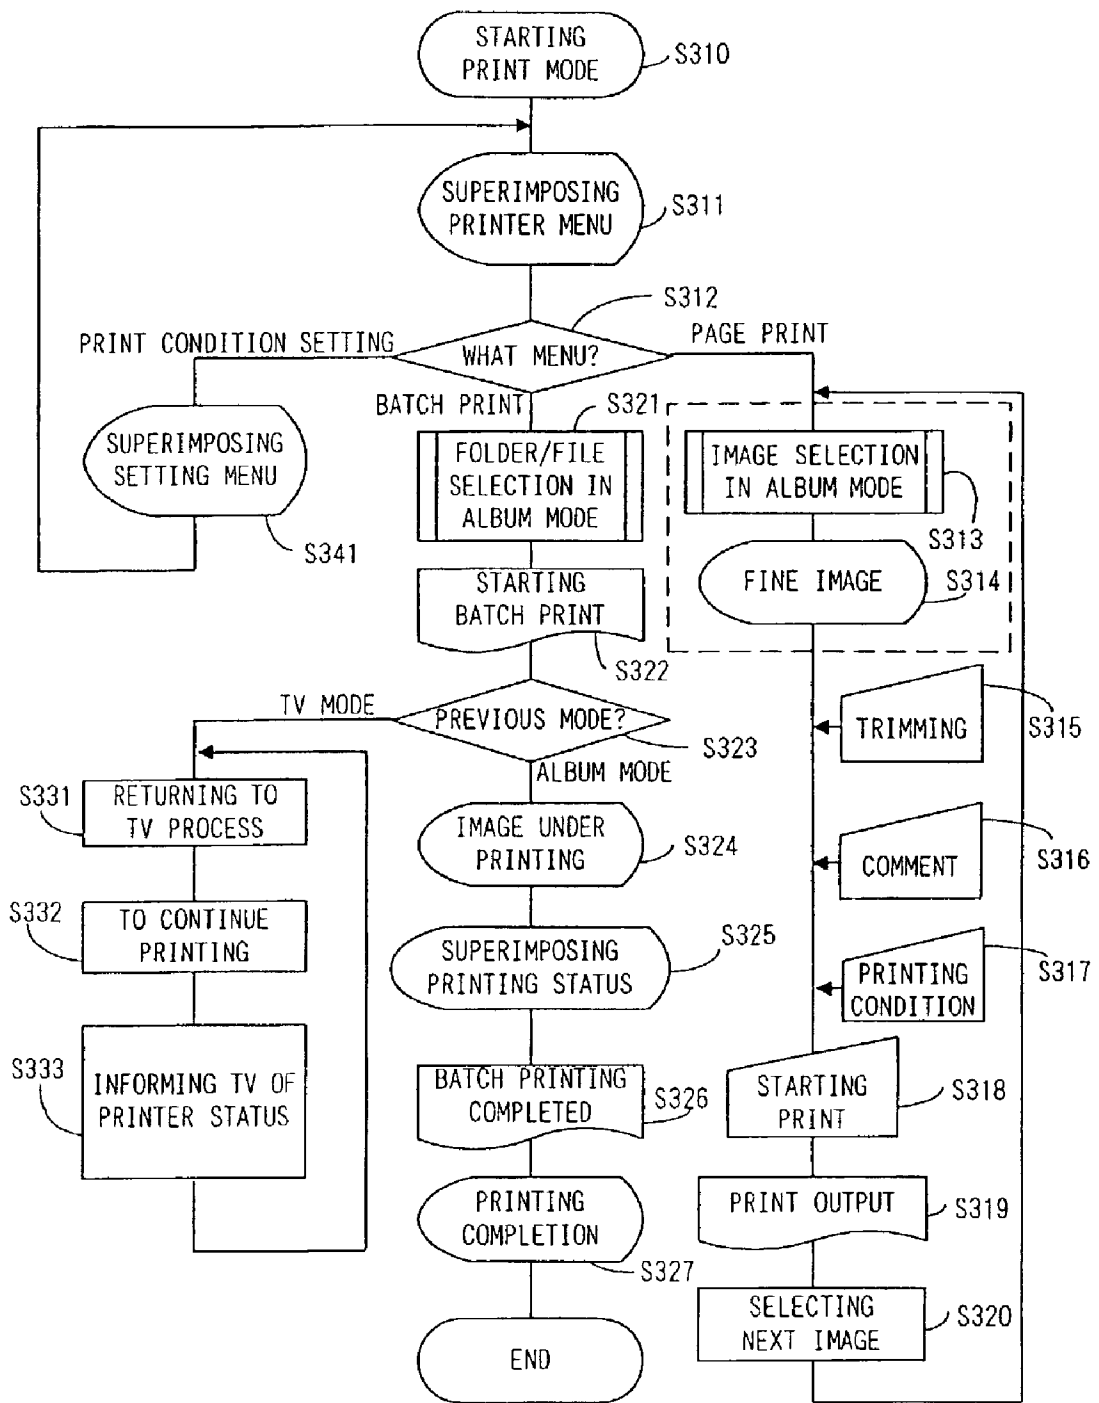 STARTING
PRINT MODE
S310
SUPERIMPOSING
PRINTER MENU
S311
S312
WHAT MENU?
PRINT CONDITION SETTING
PAGE PRINT
BATCH PRINT
SUPERIMPOSING
SETTING MENU
S341
S321
FOLDER/FILE
SELECTION IN
ALBUM MODE
IMAGE SELECTION
IN ALBUM MODE
S313
FINE IMAGE
S314
STARTING
BATCH PRINT
S322
TV MODE
PREVIOUS MODE?
S323
ALBUM MODE
TRIMMING
S315
S331
RETURNING TO
TV PROCESS
IMAGE UNDER
PRINTING
S324
COMMENT
S316
S332
TO CONTINUE
PRINTING
SUPERIMPOSING
PRINTING STATUS
S325
PRINTING
CONDITION
S317
S333
INFORMING TV OF
PRINTER STATUS
BATCH PRINTING
COMPLETED
S326
STARTING
PRINT
S318
PRINTING
COMPLETION
S327
PRINT OUTPUT
S319
SELECTING
NEXT IMAGE
S320
END